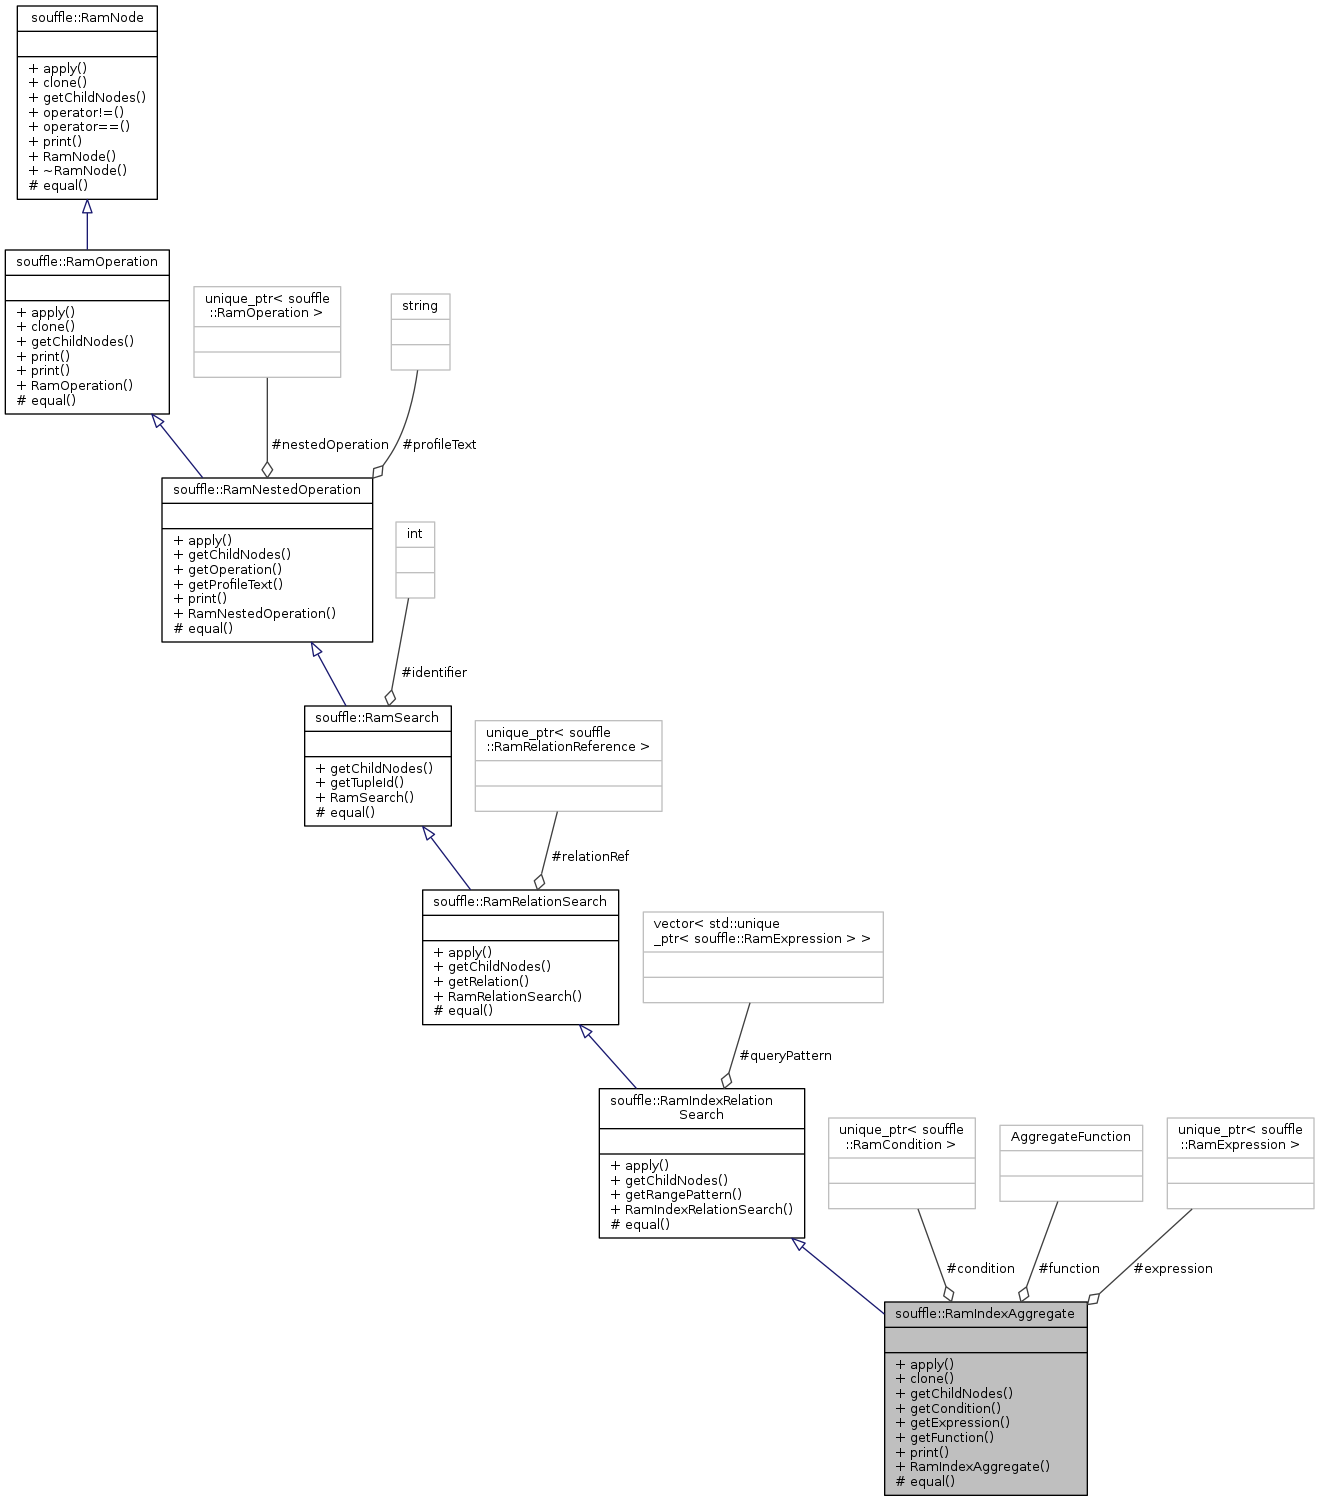 souffle::RamNode
+ apply()
+ clone()
+ getChildNodes()
+ operator!=()
+ operator==()
+ print()
+ RamNode()
+ ~RamNode()
# equal()
souffle::RamOperation
+ apply()
+ clone()
+ getChildNodes()
+ print()
+ print()
+ RamOperation()
# equal()
unique_ptr< souffle
::RamOperation >
string
#nestedOperation
#profileText
souffle::RamNestedOperation
+ apply()
+ getChildNodes()
+ getOperation()
+ getProfileText()
+ print()
+ RamNestedOperation()
# equal()
int
#identifier
souffle::RamSearch
+ getChildNodes()
+ getTupleId()
+ RamSearch()
# equal()
unique_ptr< souffle
::RamRelationReference >
#relationRef
souffle::RamRelationSearch
+ apply()
+ getChildNodes()
+ getRelation()
+ RamRelationSearch()
# equal()
vector< std::unique
_ptr< souffle::RamExpression > >
#queryPattern
souffle::RamIndexRelation
Search
+ apply()
+ getChildNodes()
+ getRangePattern()
+ RamIndexRelationSearch()
# equal()
unique_ptr< souffle
::RamCondition >
AggregateFunction
unique_ptr< souffle
::RamExpression >
#condition
#function
#expression
souffle::RamIndexAggregate
+ apply()
+ clone()
+ getChildNodes()
+ getCondition()
+ getExpression()
+ getFunction()
+ print()
+ RamIndexAggregate()
# equal()